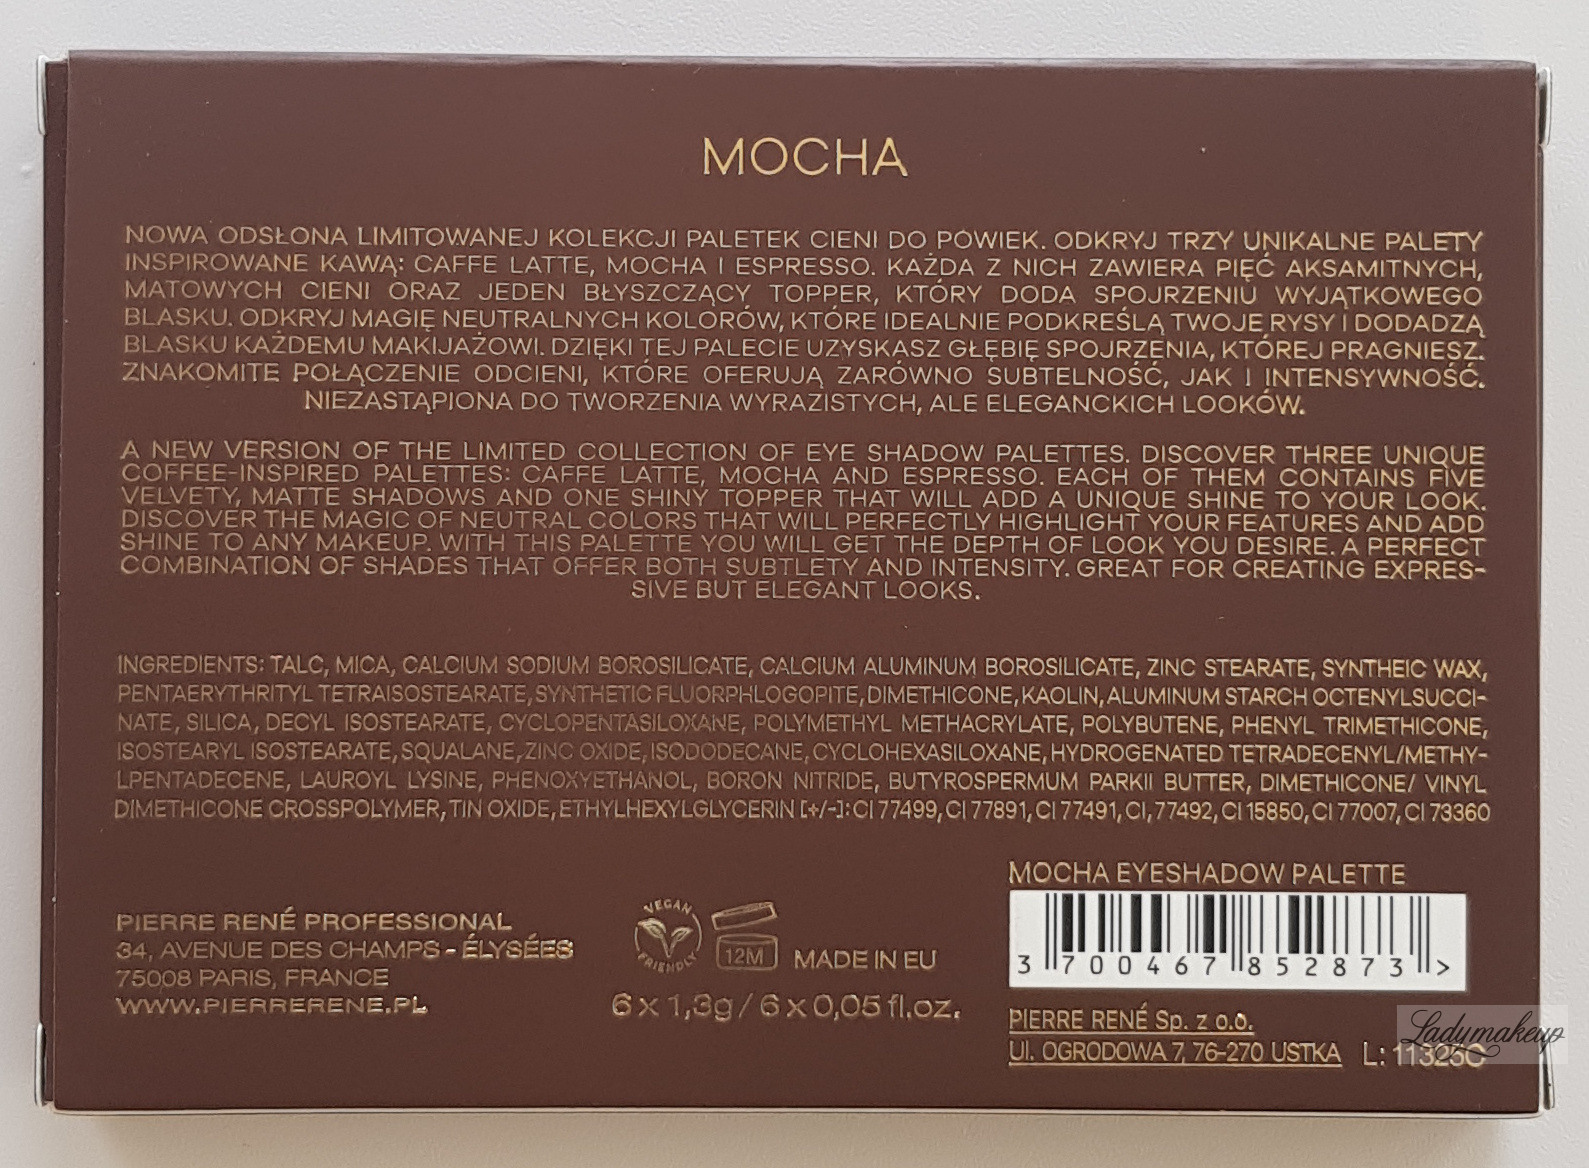 MOCHA
NOWA ODSŁONA LIMITOWANEJ KOLEKCJI PALETEK CIENI DO POWIEK. ODKRYJ TRZY UNIKALNE PALETY
INSPIROWANE KAWĄ: CAFFE LATTE, MOCHA I ESPRESSO. KAŻDA Z NICH ZAWIERA PIĘĆ AKSAMITNYCH,
MATOWYCH CIENI ORAZ JEDEN BŁYSZCZĄCY TOPPER, KTÓRY DODA SPOJRZENIU WYJĄTKOWEGO
BLASKU. ODKRYJ MAGIĘ NEUTRALNYCH KOLORÓW, KTÓRE IDEALNIE PODKREŚLĄ TWOJE RYSY I DODADZĄ
BLASKU KAŻDEMU MAKIJAŻOWI. DZIĘKI TEJ PALECIE UZYSKASZ GŁĘBIĘ SPOJRZENIA, KTÓREJ PRAGNIESZ.
ZNAKOMITE POŁĄCZENIE ODCIENI, KTÓRE OFERUJĄ ZARÓWNO SUBTELNOŚĆ, JAK I INTENSYWNOŚĆ.
NIEZASTĄPIONA DO TWORZENIA WYRAZISTYCH, ALE ELEGANCKICH LOOKÓW.
A NEW VERSION OF THE LIMITED COLLECTION OF EYE SHADOW PALETTES. DISCOVER THREE UNIQUE
COFFEE-INSPIRED PALETTES: CAFFE LATTE, MOCHA AND ESPRESSO. EACH OF THEM CONTAINS FIVE
VELVETY, MATTE SHADOWS AND ONE SHINY TOPPER THAT WILL ADD A UNIQUE SHINE TO YOUR LOOK.
DISCOVER THE MAGIC OF NEUTRAL COLORS THAT WILL PERFECTLY HIGHLIGHT YOUR FEATURES AND ADD
SHINE TO ANY MAKEUP. WITH THIS PALETTE YOU WILL GET THE DEPTH OF LOOK YOU DESIRE. A PERFECT
COMBINATION OF SHADES THAT OFFER BOTH SUBTLETY AND INTENSITY. GREAT FOR CREATING EXPRES-
SIVE BUT ELEGANT LOOKS.
INGREDIENTS: TALC, MICA, CALCIUM SODIUM BOROSILICATE, CALCIUM ALUMINUM BOROSILICATE, ZINC STEARATE, SYNTHEIC WAX,
PENTAERYTHRITYL TETRAISOSTEARATE, SYNTHETIC FLUORPHLOGOPITE, DIMETHICONE, KAOLIN, ALUMINUM STARCH OCTENYLSUCCI-
NATE, SILICA, DECYL ISOSTEARATE, CYCLOPENTASILOXANE, POLYMETHYL METHACRYLATE, POLYBUTENE, PHENYL TRIMETHICONE,
ISOSTEARYL ISOSTEARATE, SQUALANE, ZINC OXIDE, ISODODECANE, CYCLOHEXASILOXANE, HYDROGENATED TETRADECENYL/METHY-
LPENTADECENE, LAUROYL LYSINE, PHENOXYETHANOL, BORON NITRIDE, BUTYROSPERMUM PARKII BUTTER, DIMETHICONE/ VINYL
DIMETHICONE CROSSPOLYMER, TIN OXIDE, ETHYLHEXYLGLYCERIN [+/-]: CI 77499, CI 77891, CI 77491, CI, 77492, CI 15850, CI 77007, CI 73360
MOCHA EYESHADOW PALETTE
3 700467 852873 >
PIERRE RENÉ PROFESSIONAL
34, AVENUE DES CHAMPS - ÉLYSÉES
75008 PARIS, FRANCE
WWW.PIERRERENE.PL
VEGAN
FRIENDLY
12M
MADE IN EU
6 x 1,3g / 6 x 0,05 fl.oz.
PIERRE RENÉ Sp. z o.o.
Ul. OGRODOWA 7, 76-270 USTKA
L:
Ladymakeup